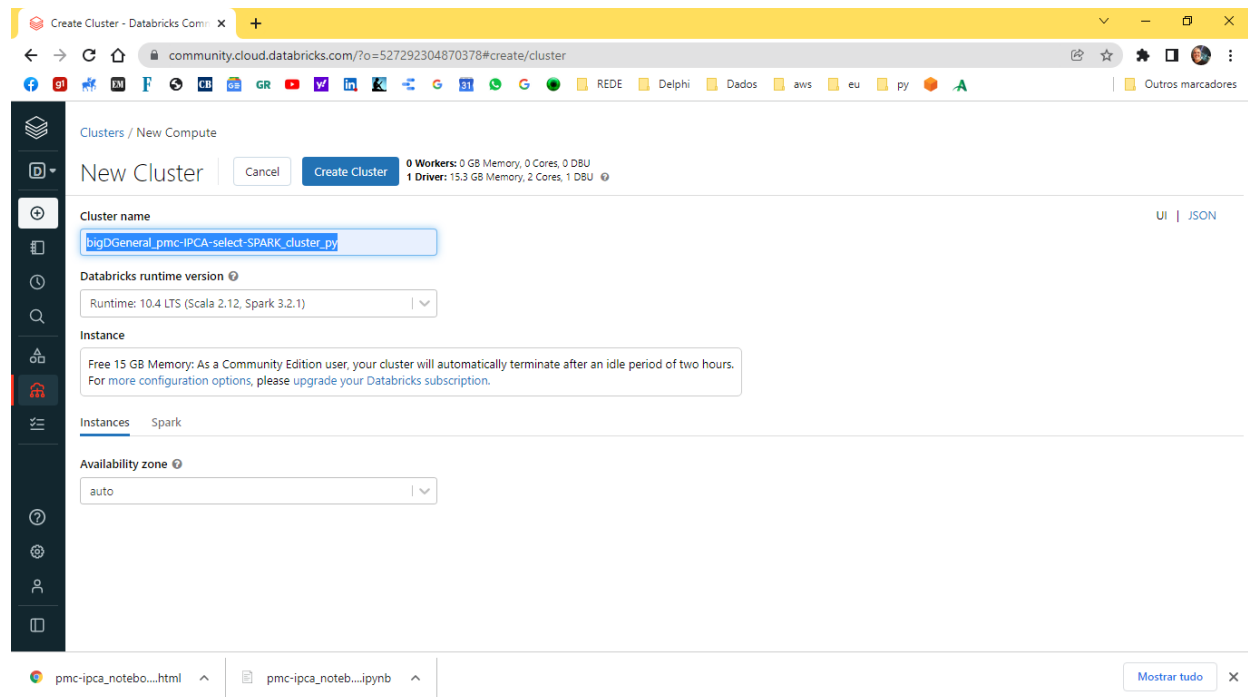 Create Cluster - Databricks Comm
community.cloud.databricks.com/?o=527292304870378#create/cluster
g1 EM F CB GE GR y! in K G 31 G REDE Delphi Dados aws eu py Outros marcadores
Clusters / New Compute
D New Cluster Cancel Create Cluster 0 Workers: 0 GB Memory, 0 Cores, 0 DBU
1 Driver: 15.3 GB Memory, 2 Cores, 1 DBU ?
Cluster name UI | JSON
bigDGeneral_pmc-IPCA-select-SPARK_cluster_py
Databricks runtime version ?
Runtime: 10.4 LTS (Scala 2.12, Spark 3.2.1)
Instance
Free 15 GB Memory: As a Community Edition user, your cluster will automatically terminate after an idle period of two hours.
For more configuration options, please upgrade your Databricks subscription.
Instances Spark
Availability zone ?
auto
pmc-ipca_notebo....html pmc-ipca_noteb....ipynb Mostrar tudo